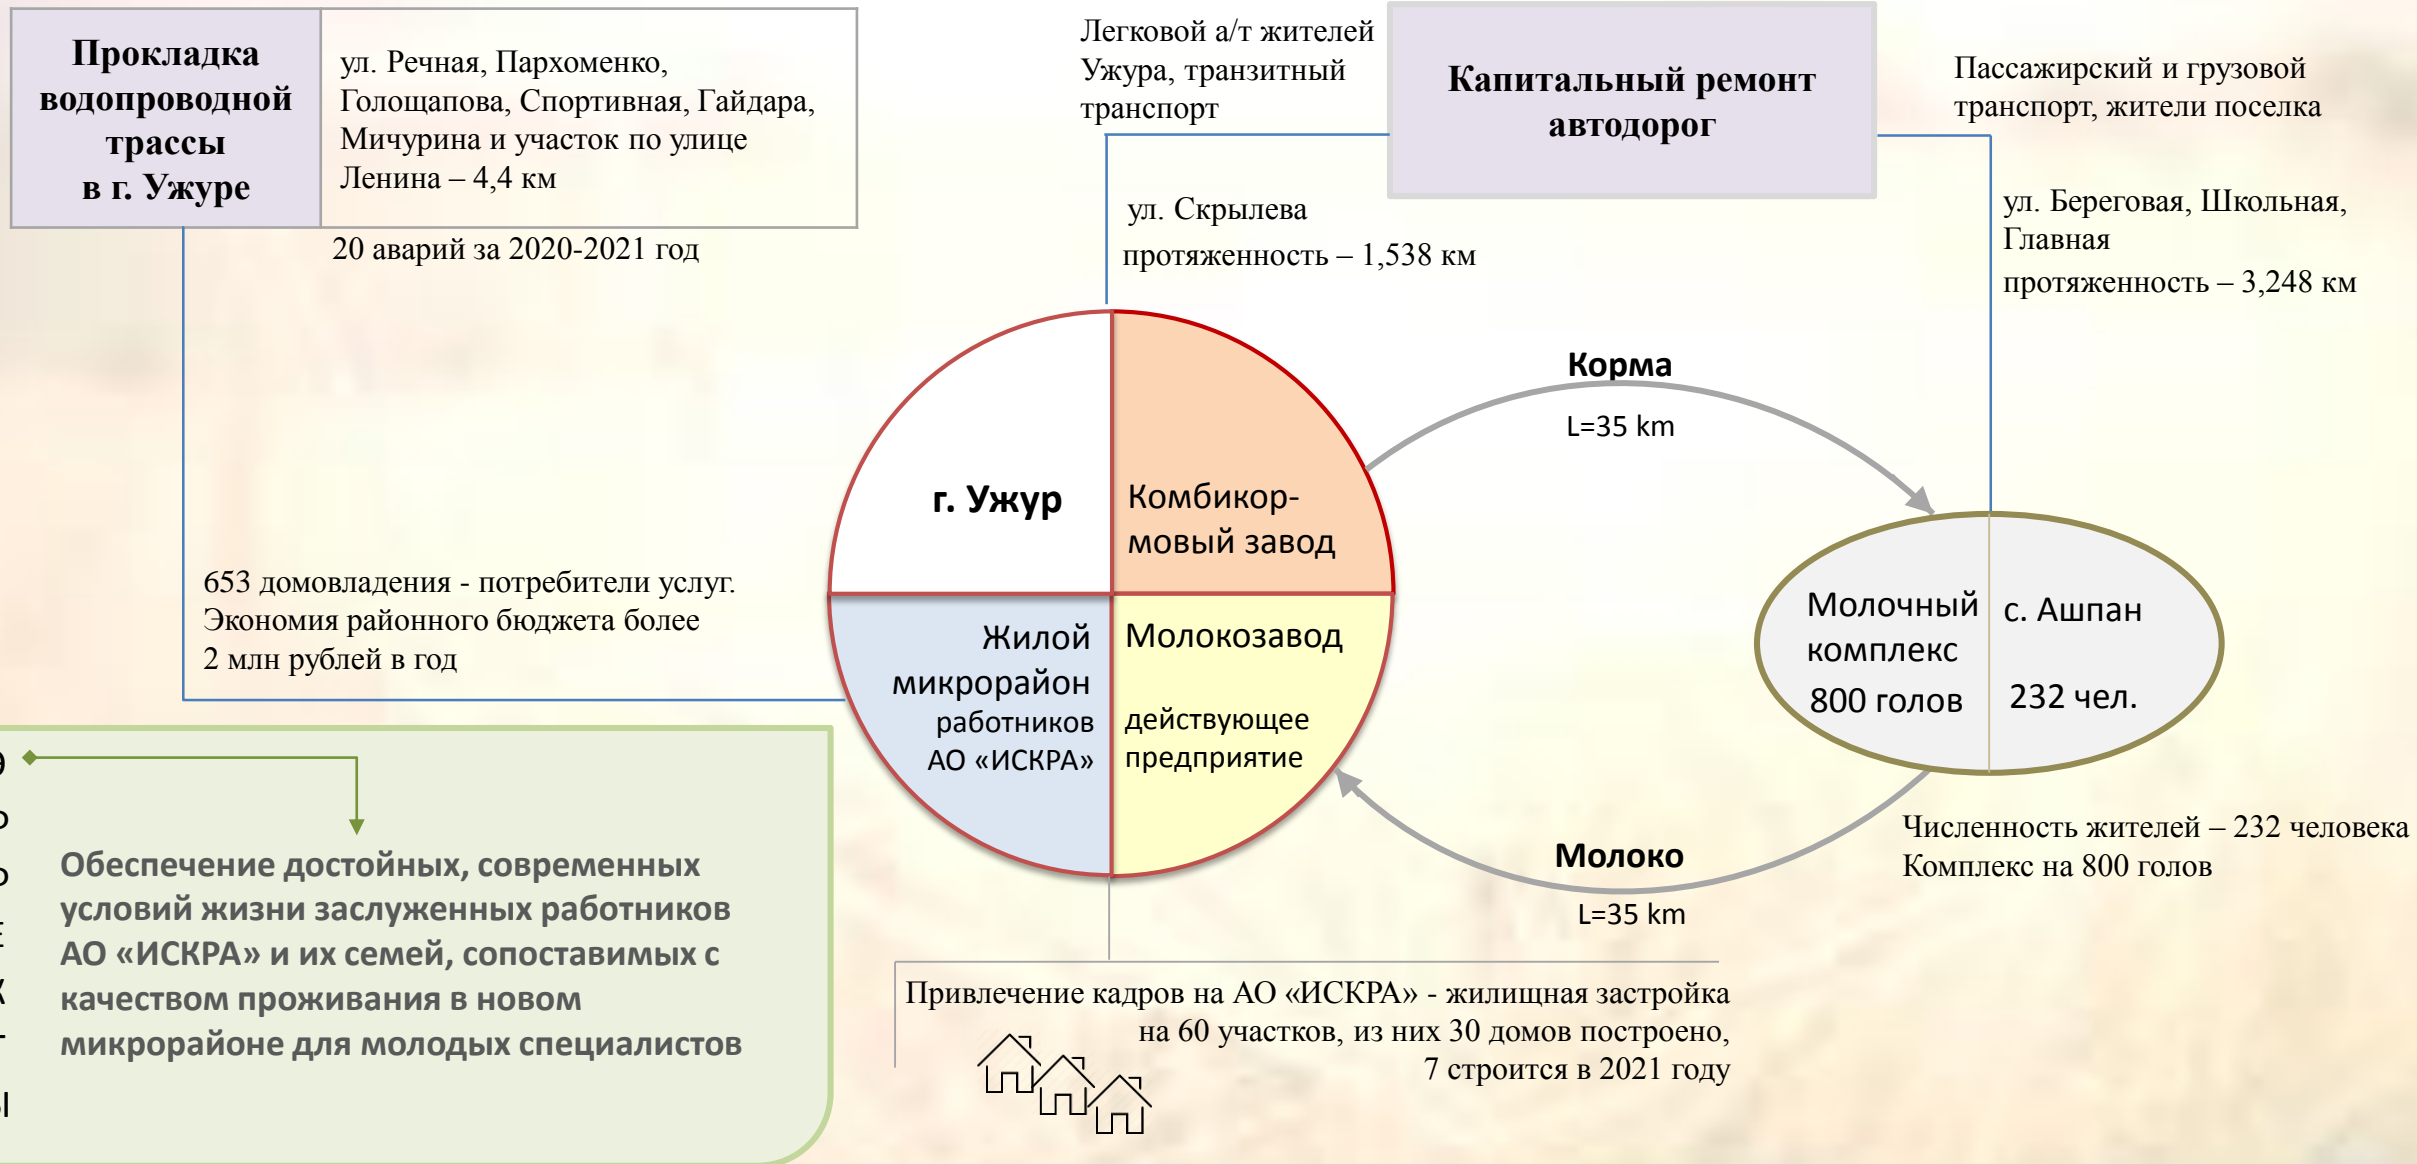 Прокладка
водопроводной
трассы
в г. Ужуре
ул. Речная, Пархоменко,
Голощапова, Спортивная, Гайдара,
Мичурина и участок по улице
Ленина – 4,4 км
20 аварий за 2020-2021 год
Легковой а/т жителей
Ужура, транзитный
транспорт
Капитальный ремонт
автодорог
Пассажирский и грузовой
транспорт, жители поселка
ул. Скрылева
протяженность – 1,538 км
ул. Береговая, Школьная,
Главная
протяженность – 3,248 км
Корма
L=35 km
г. Ужур
Комбикор-
мовый завод
653 домовладения - потребители услуг.
Экономия районного бюджета более
2 млн рублей в год
Жилой
микрорайон
работников
АО «ИСКРА»
Молокозавод
действующее
предприятие
Молочный
комплекс
800 голов
с. Ашпан
232 чел.
Молоко
L=35 km
Численность жителей – 232 человека
Комплекс на 800 голов
Обеспечение достойных, современных
условий жизни заслуженных работников
АО «ИСКРА» и их семей, сопоставимых с
качеством проживания в новом
микрорайоне для молодых специалистов
Привлечение кадров на АО «ИСКРА» - жилищная застройка
на 60 участков, из них 30 домов построено,
7 строится в 2021 году